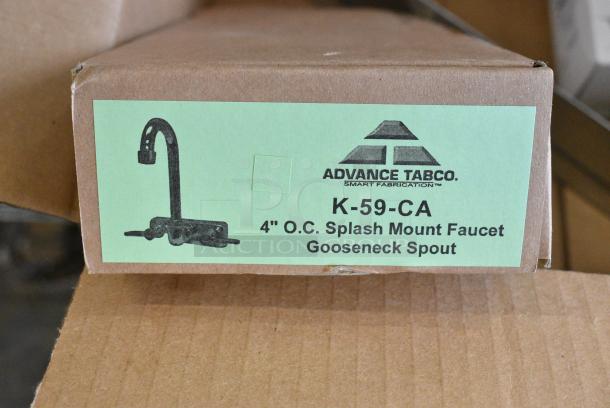 ADVANCE TABCO.
SMART FABRICATION™
K-59-CA
4" O.C. Splash Mount Faucet
Gooseneck Spout